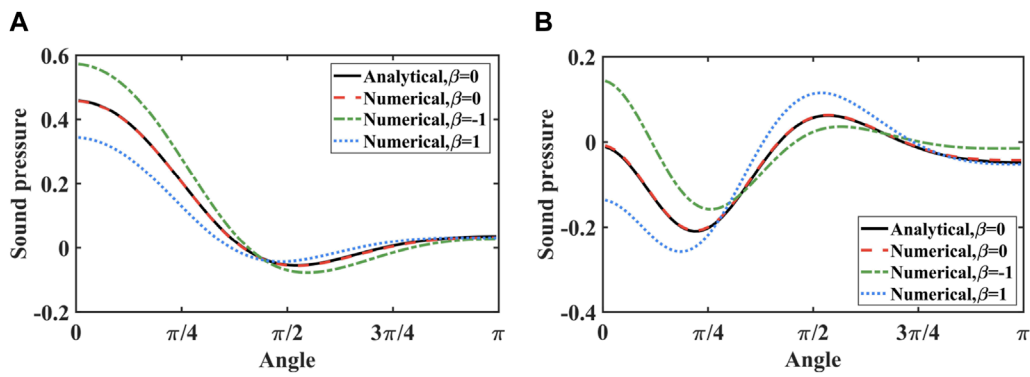 A
Sound pressure
0.6
0.4
0.2
0
-0.2
Analytical,β=0
Numerical,β=0
Numerical,β=-1
Numerical,β=1
0 π/4 π/2 3π/4 π
Angle
B
Sound pressure
0.2
0
-0.2
-0.4
Analytical,β=0
Numerical,β=0
Numerical,β=-1
Numerical,β=1
0 π/4 π/2 3π/4 π
Angle